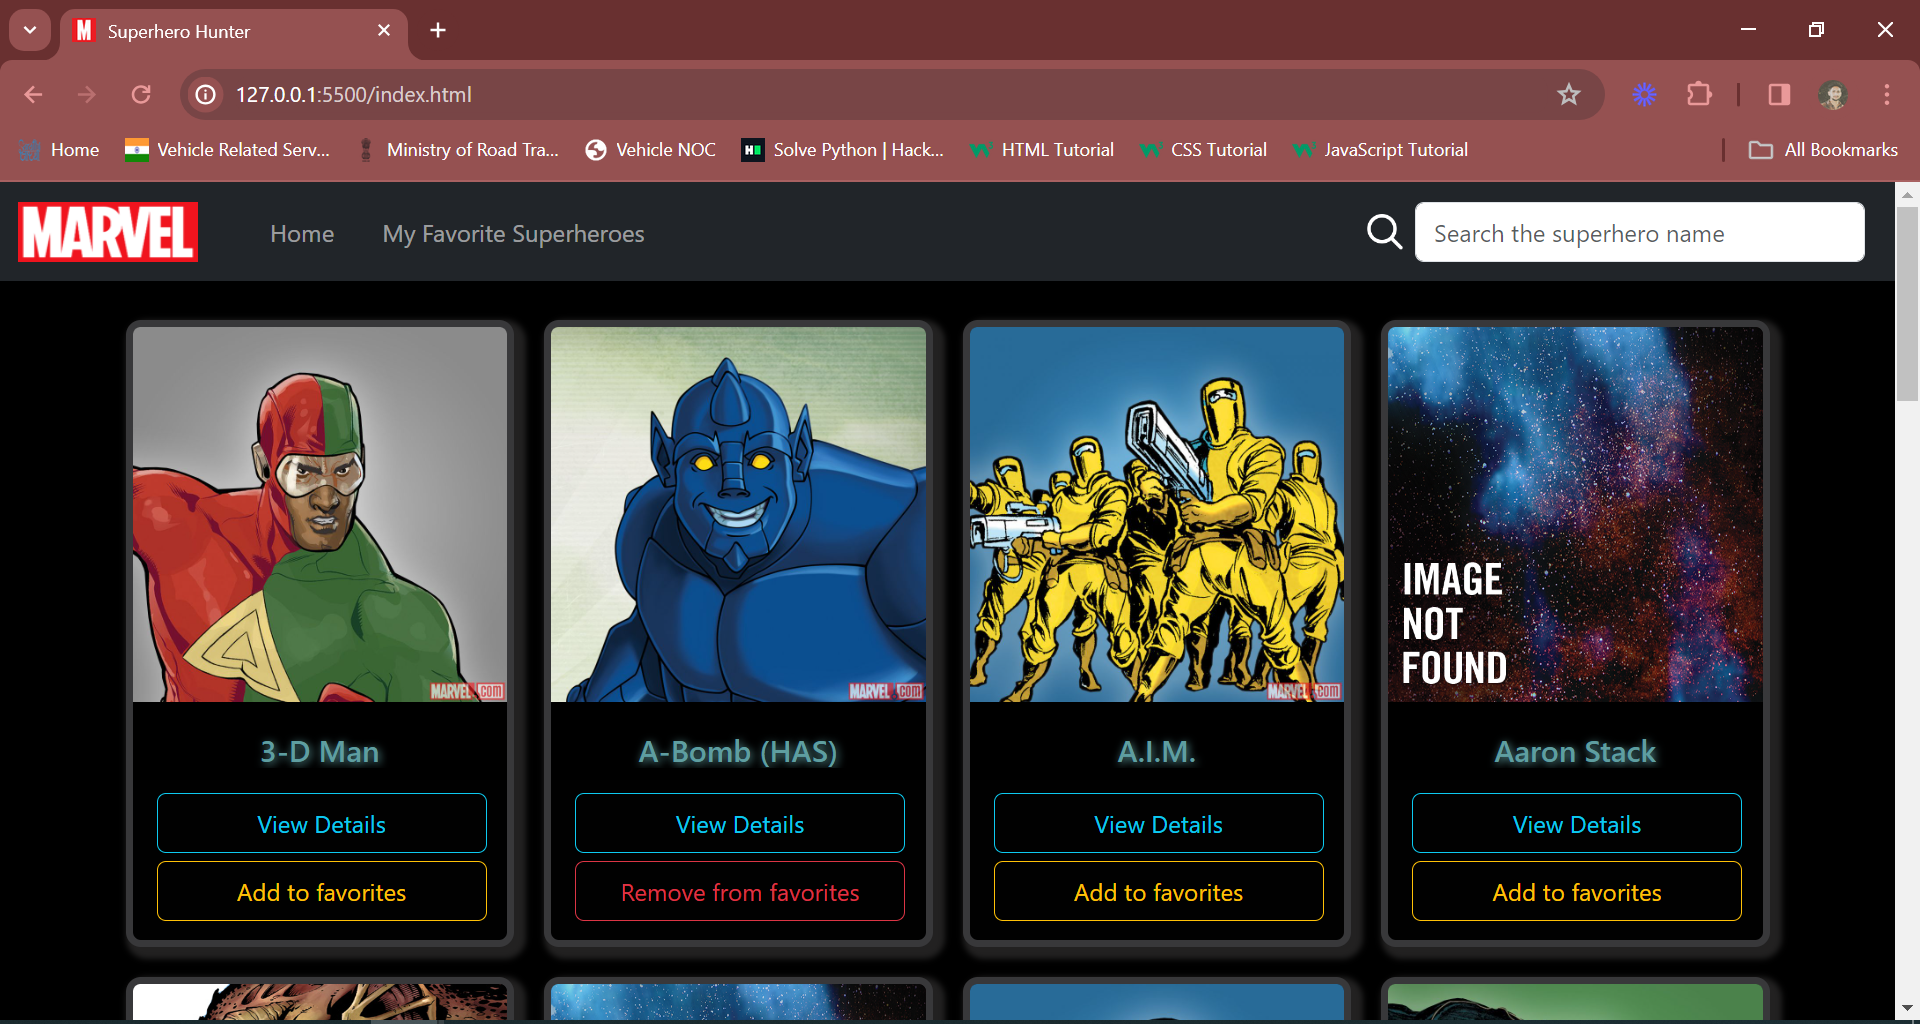 M Superhero Hunter
127.0.0.1:5500/index.html
Home Vehicle Related Serv... Ministry of Road Tra... Vehicle NOC Solve Python | Hack... HTML Tutorial CSS Tutorial JavaScript Tutorial All Bookmarks
MARVEL Home My Favorite Superheroes Search the superhero name
MARVEL.com MARVEL.com MARVEL.com
IMAGE
NOT
FOUND
3-D Man A-Bomb (HAS) A.I.M. Aaron Stack
View Details View Details View Details View Details
Add to favorites Remove from favorites Add to favorites Add to favorites